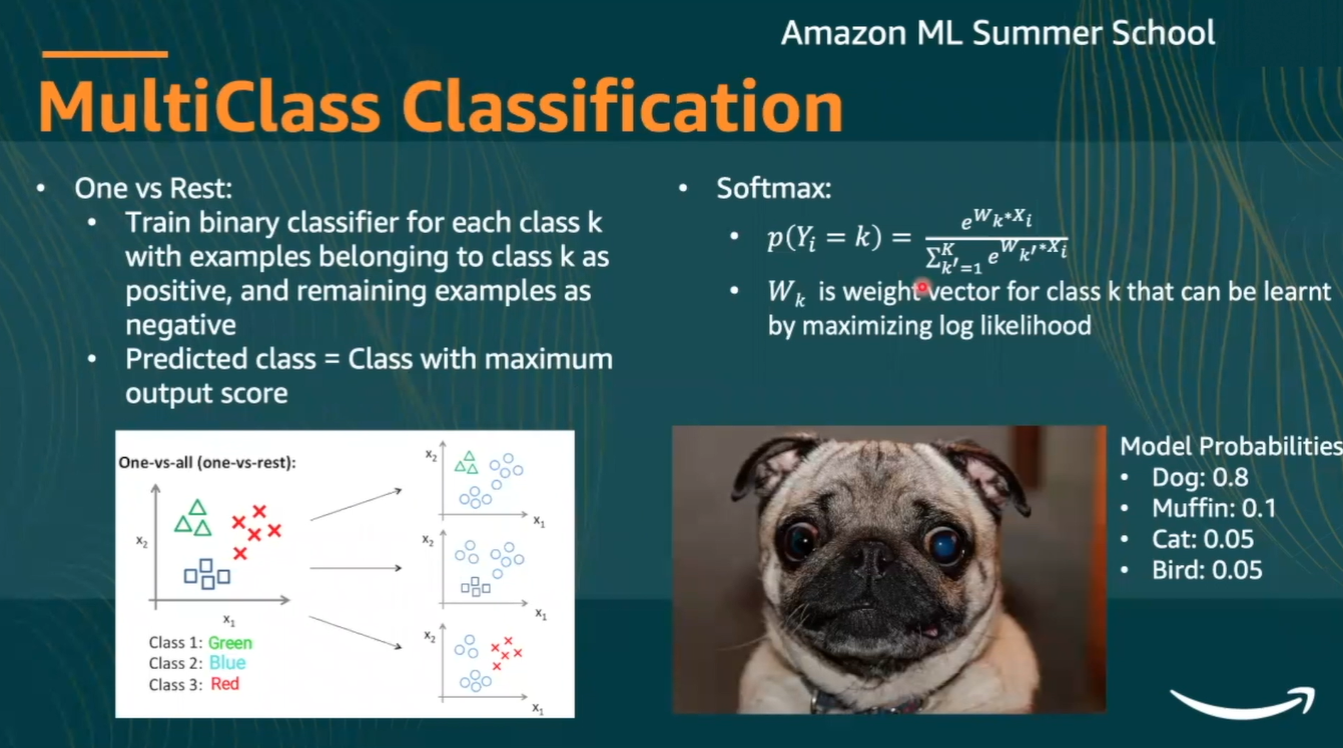 Amazon ML Summer School
MultiClass Classification
• One vs Rest:
• Train binary classifier for each class k
with examples belonging to class k as
positive, and remaining examples as
negative
• Predicted class = Class with maximum
output score
One-vs-all (one-vs-rest):
x₂
x₁
Class 1: Green
Class 2: Blue
Class 3: Red
x₂
x₁
x₂
x₁
x₂
x₁
• Softmax:
• p(Yᵢ = k) = e^{W_k*X_i} / Σ_{k'=1}^{K} e^{W_{k'}*X_i}
• Wₖ is weight vector for class k that can be learnt
by maximizing log likelihood
Model Probabilities
• Dog: 0.8
• Muffin: 0.1
• Cat: 0.05
• Bird: 0.05